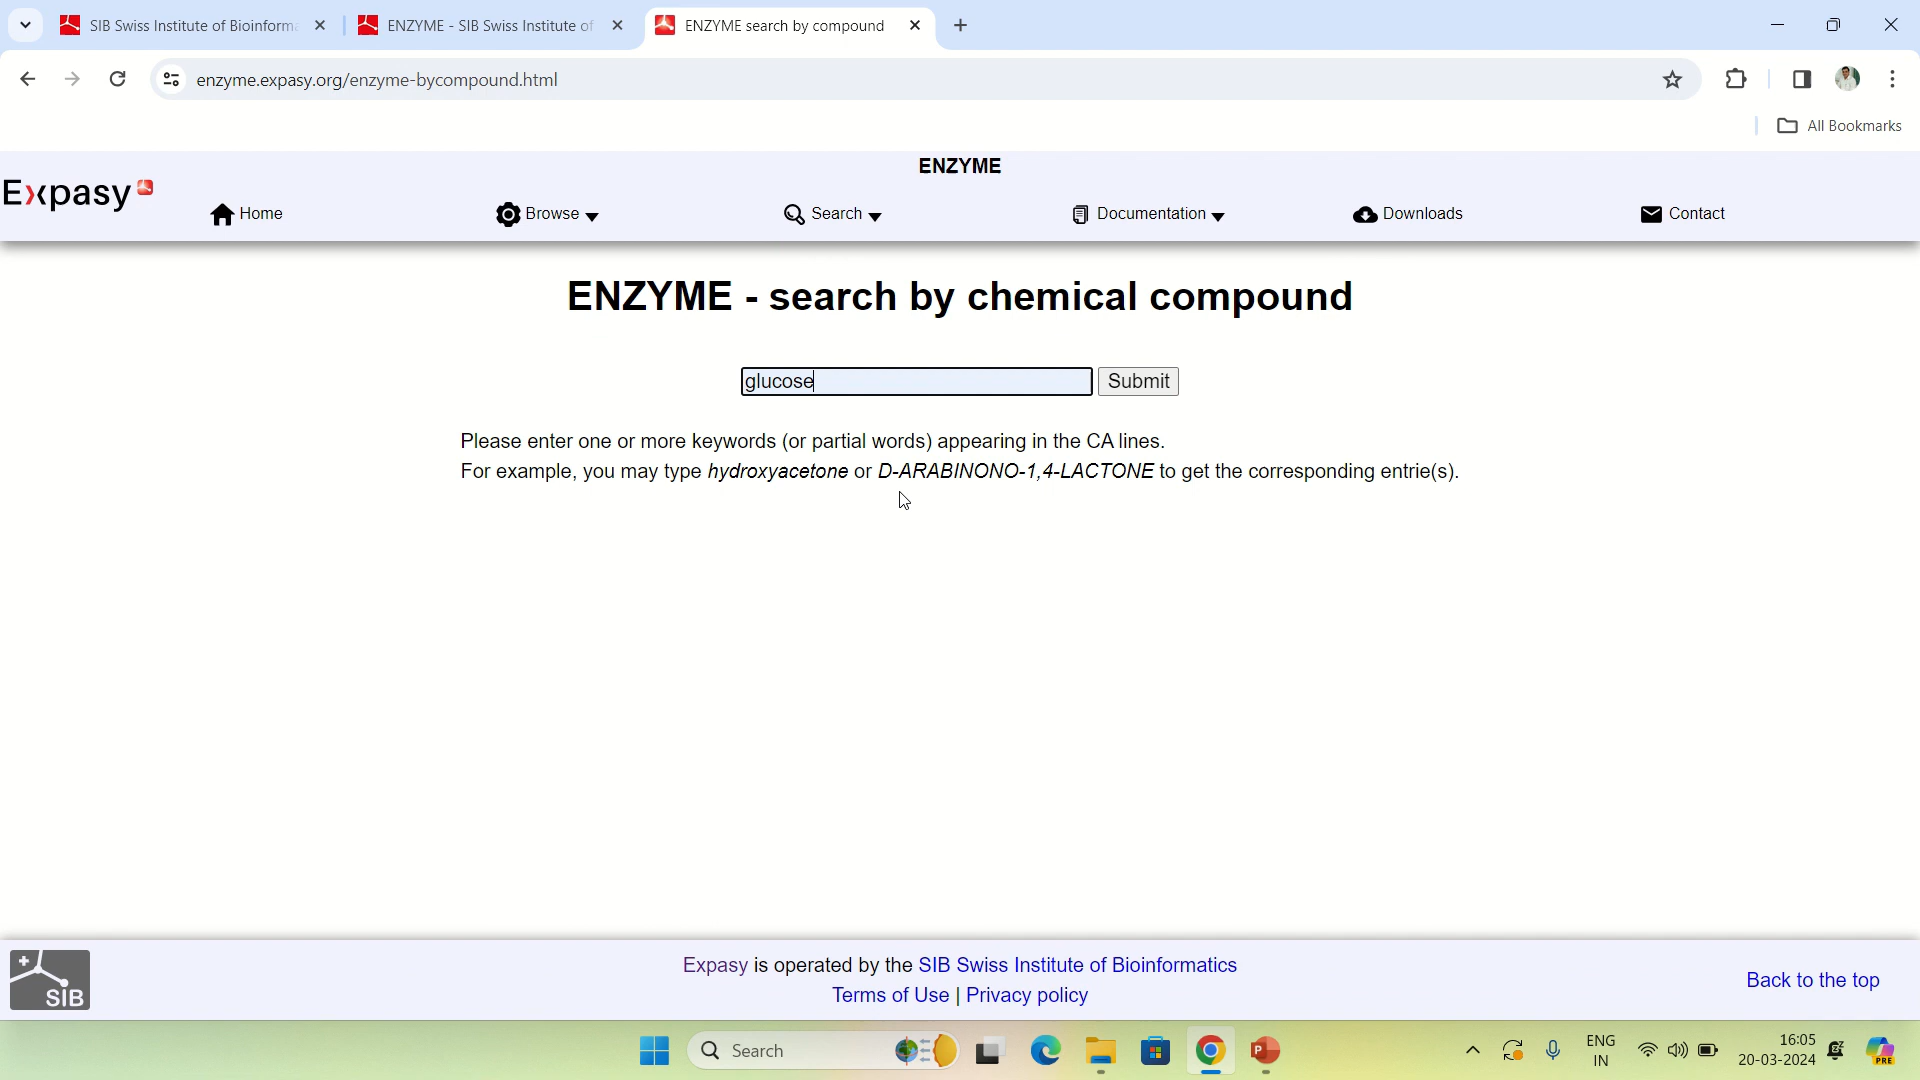 SIB Swiss Institute of Bioinform
ENZYME - SIB Swiss Institute of
ENZYME search by compound
enzyme.expasy.org/enzyme-bycompound.html
All Bookmarks
ENZYME
Expasy
Home
Browse
Search
Documentation
Downloads
Contact
ENZYME - search by chemical compound
glucose
Submit
Please enter one or more keywords (or partial words) appearing in the CA lines.
For example, you may type hydroxyacetone or D-ARABINONO-1,4-LACTONE to get the corresponding entrie(s).
SIB
Expasy is operated by the SIB Swiss Institute of Bioinformatics
Terms of Use | Privacy policy
Back to the top
Search
P
ENG
IN
16:05
20-03-2024
PRE